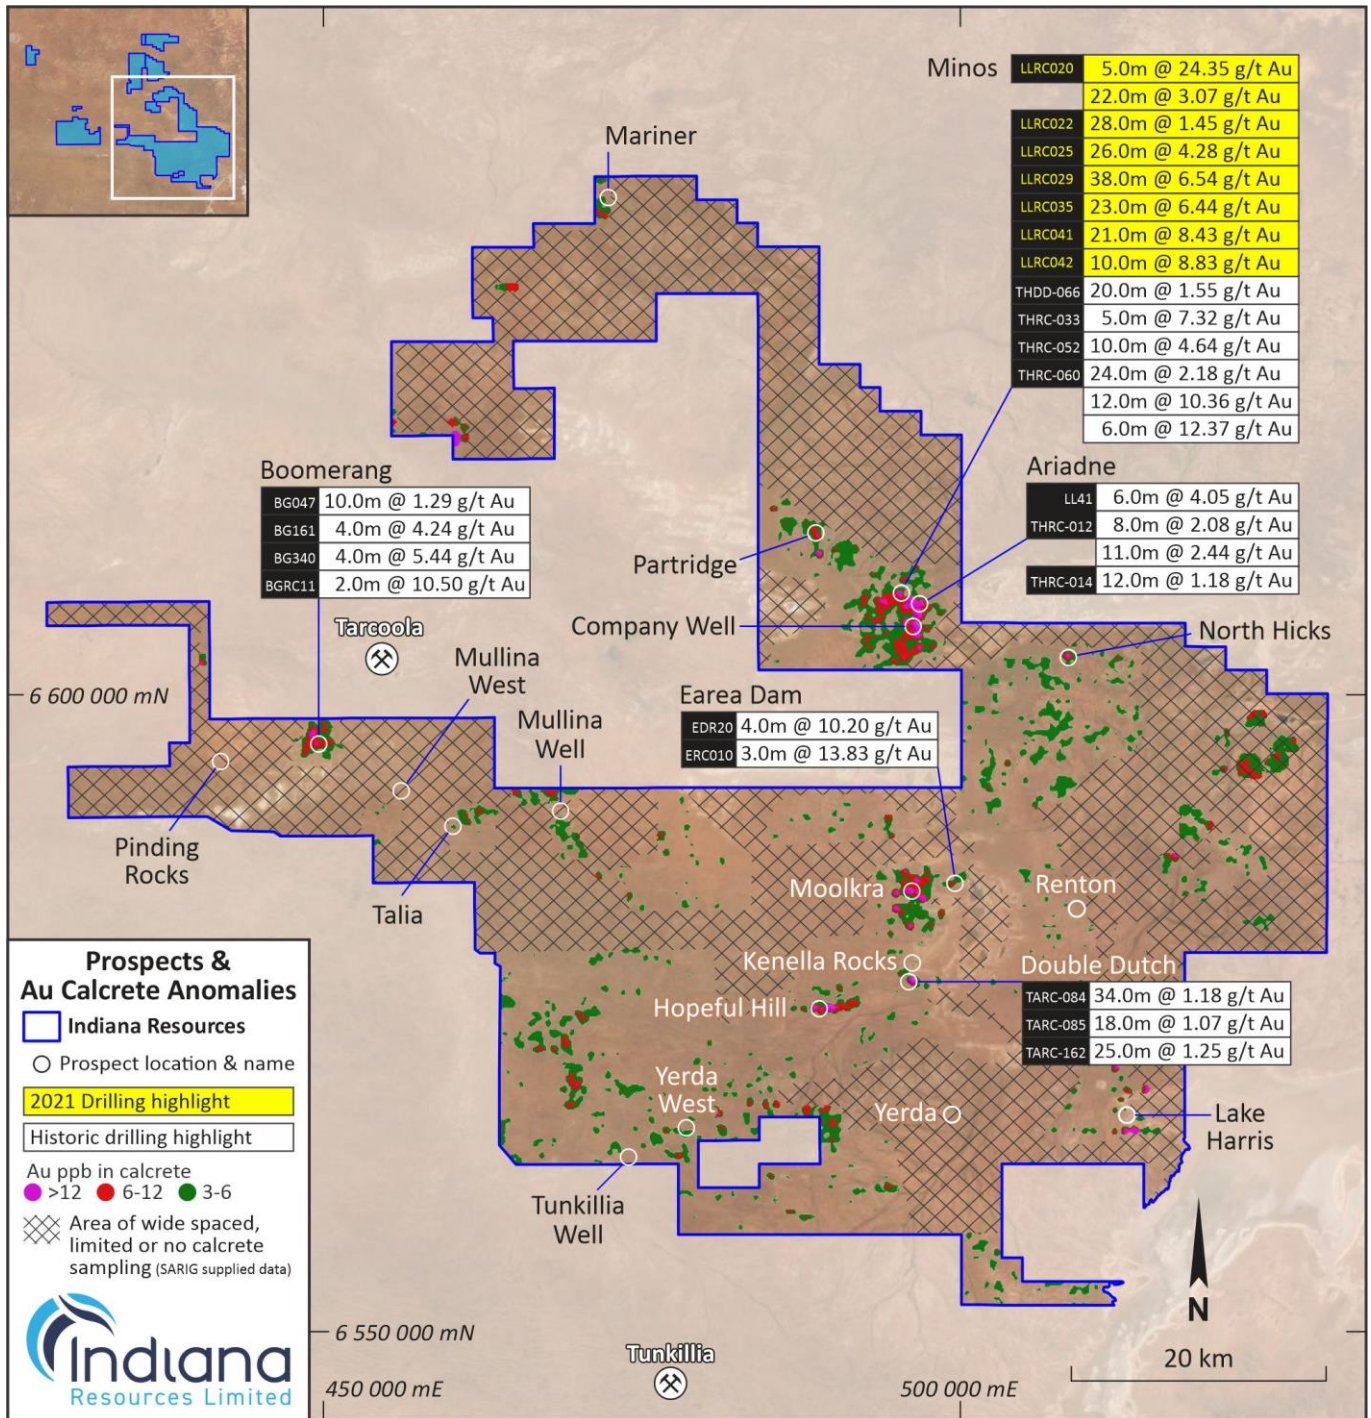 Minos
LLRC020 5.0m @ 24.35 g/t Au
22.0m @ 3.07 g/t Au
LLRC022 28.0m @ 1.45 g/t Au
LLRC025 26.0m @ 4.28 g/t Au
LLRC029 38.0m @ 6.54 g/t Au
LLRC035 23.0m @ 6.44 g/t Au
LLRC041 21.0m @ 8.43 g/t Au
LLRC042 10.0m @ 8.83 g/t Au
THDD-066 20.0m @ 1.55 g/t Au
THRC-033 5.0m @ 7.32 g/t Au
THRC-052 10.0m @ 4.64 g/t Au
THRC-060 24.0m @ 2.18 g/t Au
12.0m @ 10.36 g/t Au
6.0m @ 12.37 g/t Au
Mariner
Ariadne
LL41 6.0m @ 4.05 g/t Au
THRC-012 8.0m @ 2.08 g/t Au
11.0m @ 2.44 g/t Au
THRC-014 12.0m @ 1.18 g/t Au
Boomerang
BG047 10.0m @ 1.29 g/t Au
BG161 4.0m @ 4.24 g/t Au
BG340 4.0m @ 5.44 g/t Au
BGRC11 2.0m @ 10.50 g/t Au
Partridge
Company Well
North Hicks
Tarcoola
Mullina
West
Mullina
Well
6 600 000 mN
Earea Dam
EDR20 4.0m @ 10.20 g/t Au
ERC010 3.0m @ 13.83 g/t Au
Pinding
Rocks
Talia
Moolkra
Renton
Kenella Rocks
Double Dutch
TARC-084 34.0m @ 1.18 g/t Au
TARC-085 18.0m @ 1.07 g/t Au
TARC-162 25.0m @ 1.25 g/t Au
Hopeful Hill
Yerda
West
Yerda
Lake
Harris
Tunkillia
Well
Prospects &
Au Calcrete Anomalies
Indiana Resources
Prospect location & name
2021 Drilling highlight
Historic drilling highlight
Au ppb in calcrete
>12 6-12 3-6
Area of wide spaced,
limited or no calcrete
sampling (SARIG supplied data)
Indiana
Resources Limited
6 550 000 mN
450 000 mE
Tunkillia
500 000 mE
N
20 km